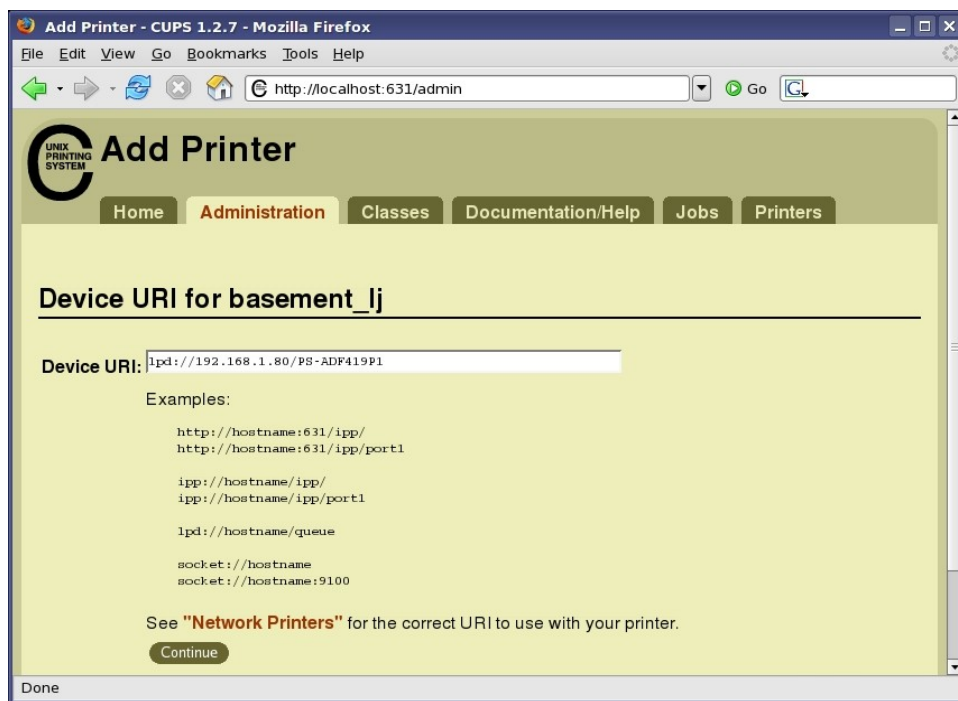 Add Printer - CUPS 1.2.7 - Mozilla Firefox
File Edit View Go Bookmarks Tools Help
http://localhost:631/admin Go
UNIX PRINTING SYSTEM
Add Printer
Home Administration Classes Documentation/Help Jobs Printers
Device URI for basement_lj
Device URI: lpd://192.168.1.80/PS-ADF419P1
Examples:
http://hostname:631/ipp/
http://hostname:631/ipp/port1
ipp://hostname/ipp/
ipp://hostname/ipp/port1
lpd://hostname/queue
socket://hostname
socket://hostname:9100
See "Network Printers" for the correct URI to use with your printer.
Continue
Done